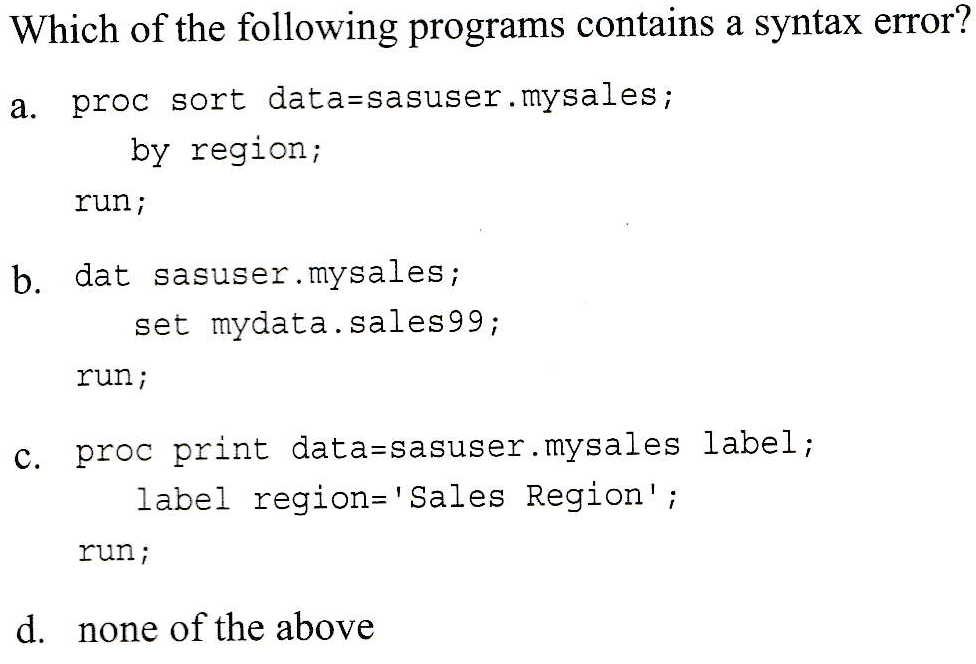 Which of the following programs contains a syntax error?
a. proc sort data=sasuser.mysales;
by region;
run;
b. dat sasuser.mysales;
set mydata.sales99;
run;
c. proc print data=sasuser.mysales label;
label region='Sales Region';
run;
d. none of the above